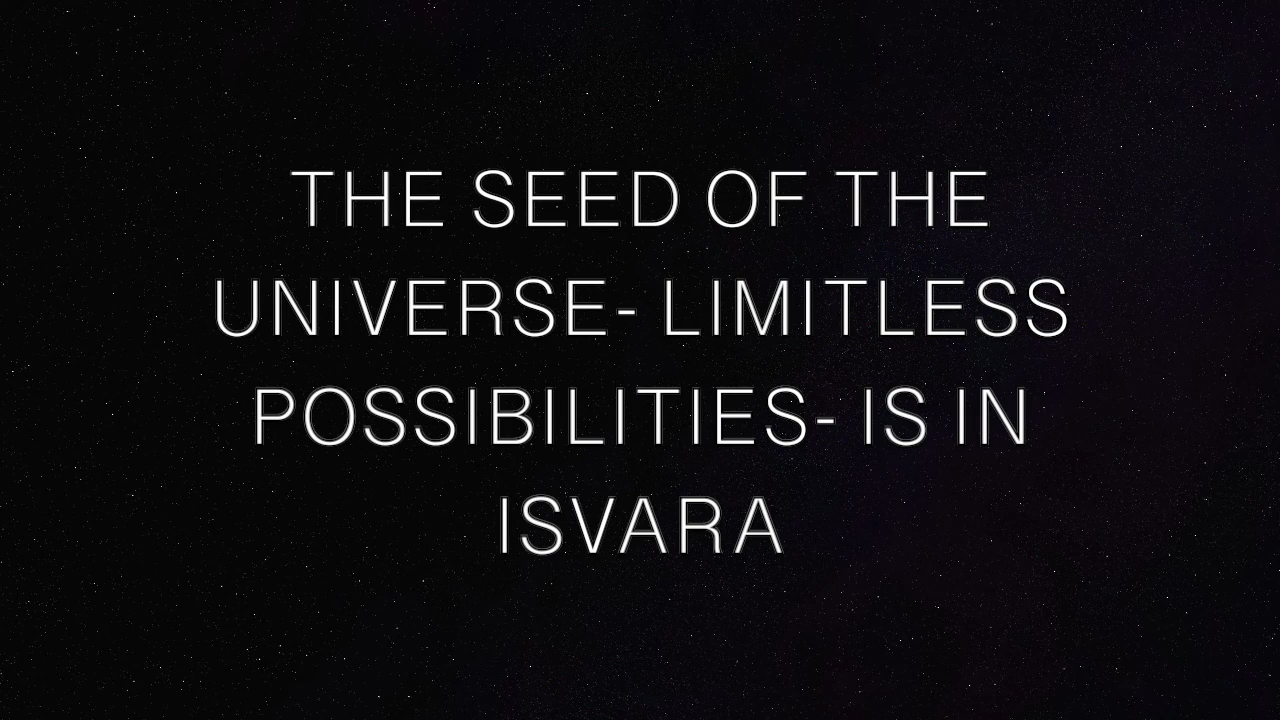 THE SEED OF THE
UNIVERSE- LIMITLESS
POSSIBILITIES- IS IN
ISVARA